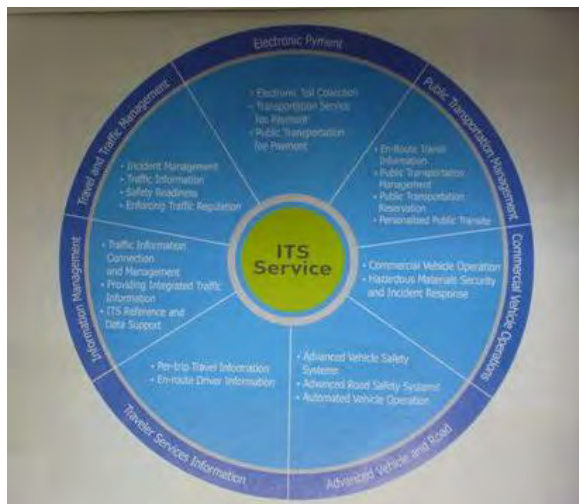 Electronic Pyment
• Electronic Toll Collection
• Transportation Service
Fee Payment
• Public Transportation
Fee Payment
Public Transportation Management
• En-Route Transit
Information
• Public Transportation
Management
• Public Transportation
Reservation
• Personalized Public Transite
Commercial Vehicle Operations
• Commercial Vehicle Operation
• Hazardous Materials Security
and Incident Response
Advanced Vehicle and Road
• Advanced Vehicle Safety
Systeme
• Advanced Road Safety Systems
• Automated Vehicle Operation
Traveler Services Information
• Per-trip Travel Information
• En-route Driver Information
Information Management
• Traffic Information
Connection
and Management
• Providing Integrated Traffic
Information
• ITS Reference and
Data Support
Travel and Traffic Management
• Incident Management
• Traffic Information
• Safety Readiness
• Enforcing Traffic Regulation
ITS
Service